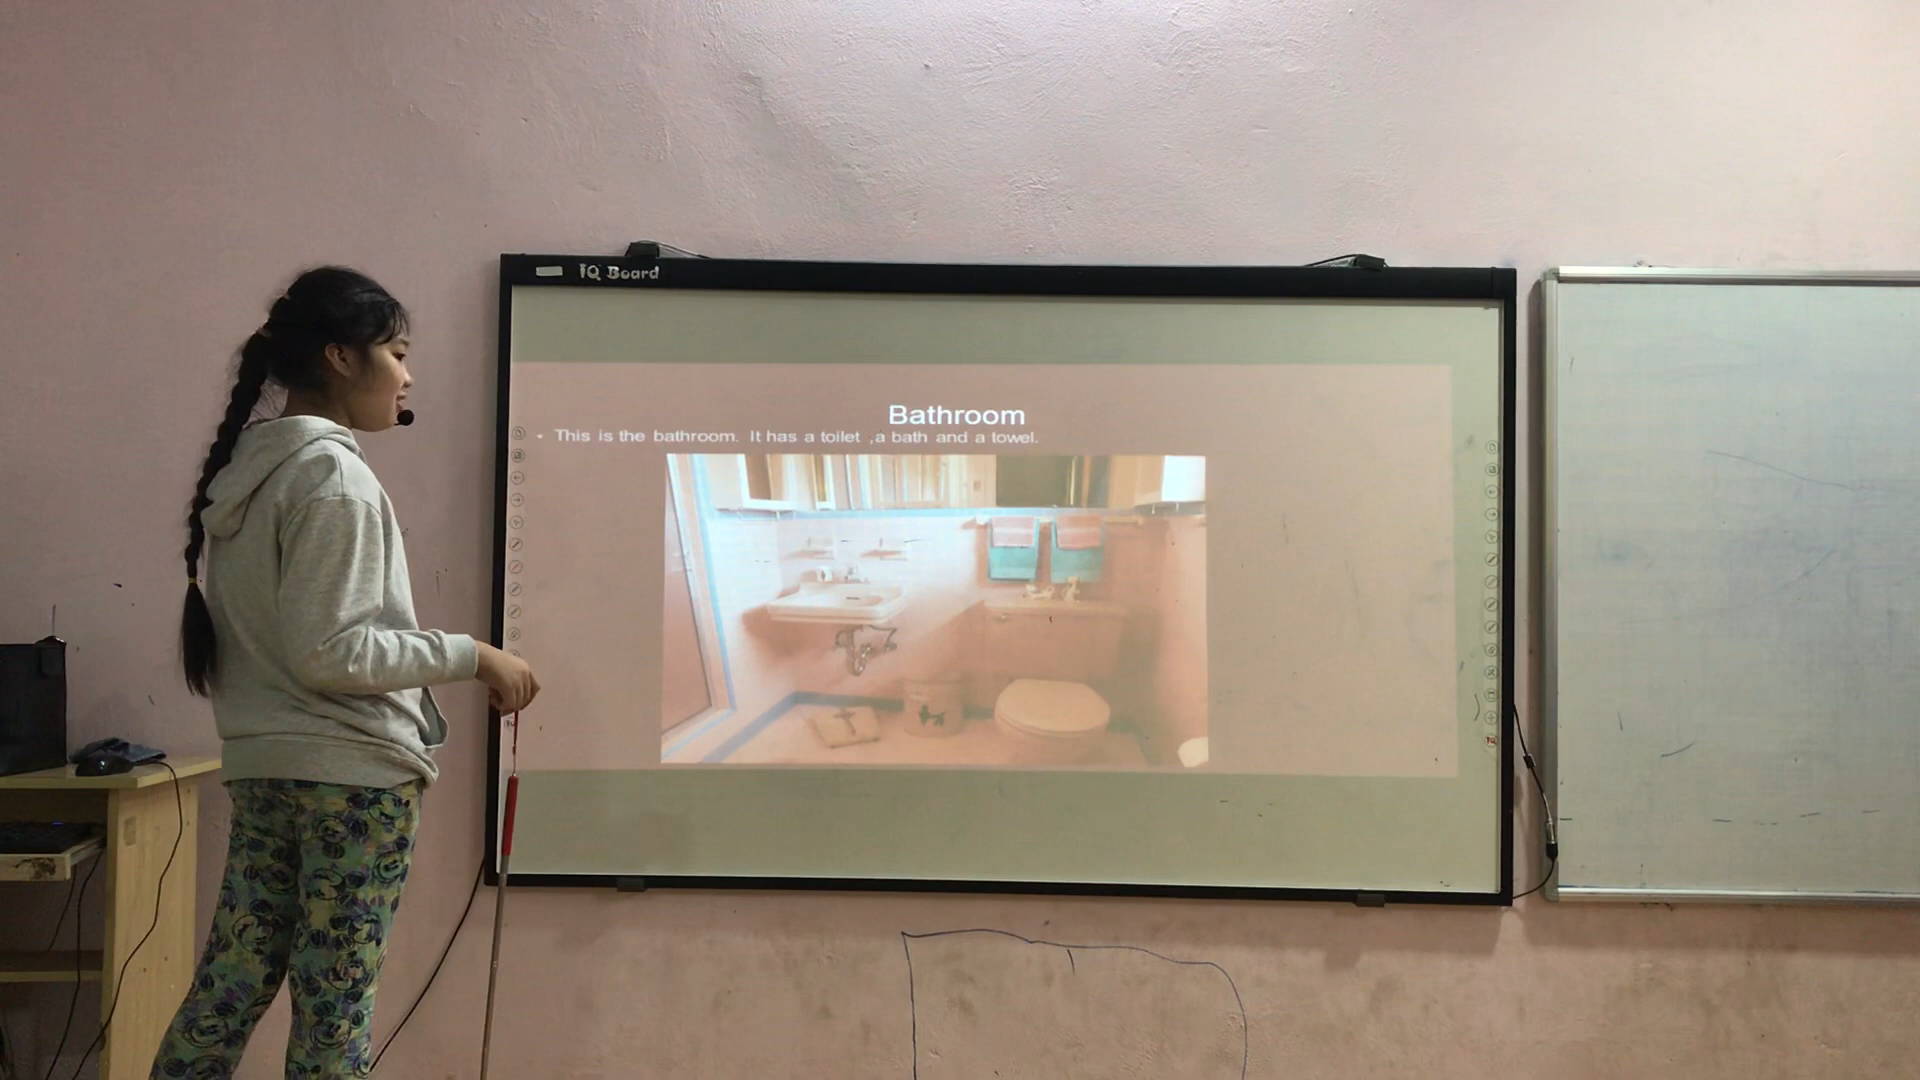 IQ Board
Bathroom
• This is the bathroom. It has a toilet ,a bath and a towel.